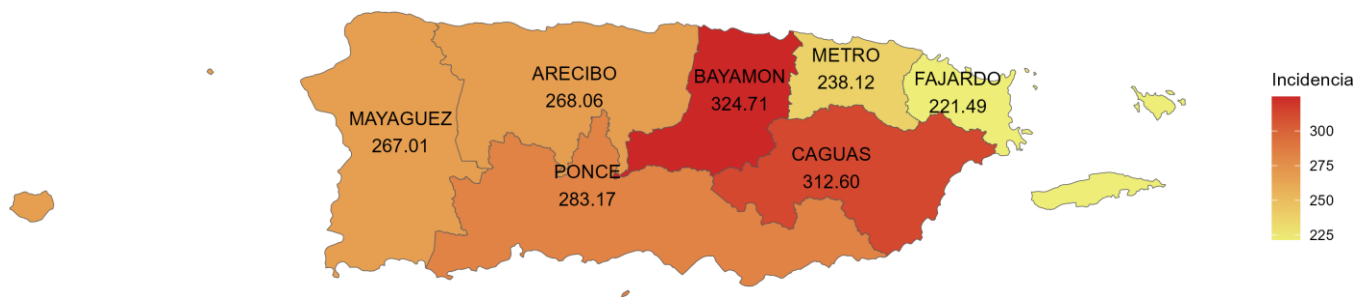 MAYAGUEZ
267.01
ARECIBO
268.06
PONCE
283.17
BAYAMON
324.71
METRO
238.12
FAJARDO
221.49
CAGUAS
312.60
Incidencia
300
275
250
225